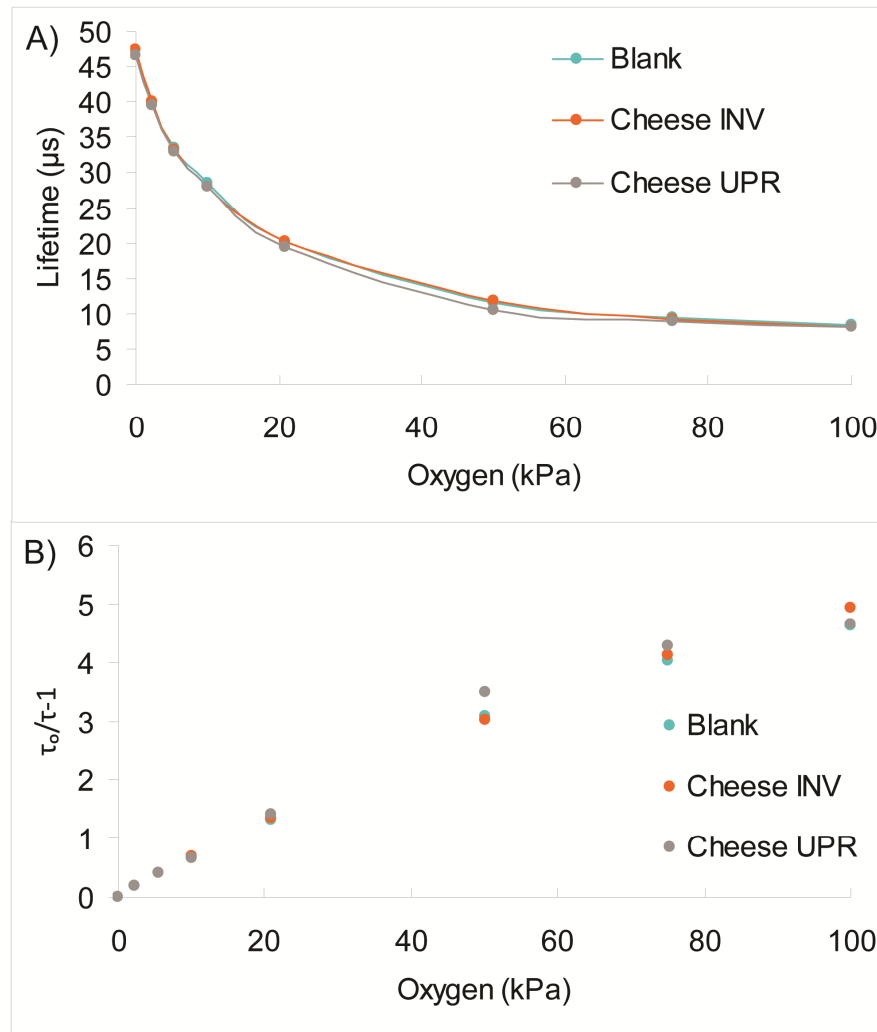 A)
50
45
40
35
30
25
20
15
10
5
0
Lifetime (µs)
Blank
Cheese INV
Cheese UPR
0 20 40 60 80 100
Oxygen (kPa)
B)
6
5
4
3
2
1
0
τₒ/τ-1
Blank
Cheese INV
Cheese UPR
0 20 40 60 80 100
Oxygen (kPa)